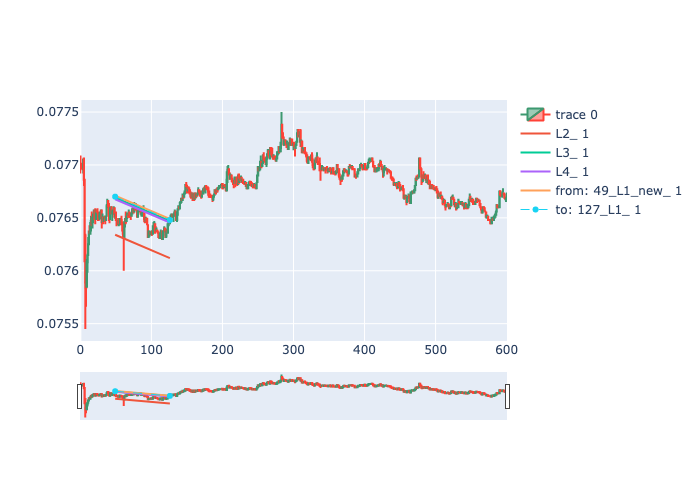 0.0775
0.077
0.0765
0.076
0.0755
0 100 200 300 400 500 600
trace 0
L2_ 1
L3_ 1
L4_ 1
from: 49_L1_new_ 1
to: 127_L1_ 1